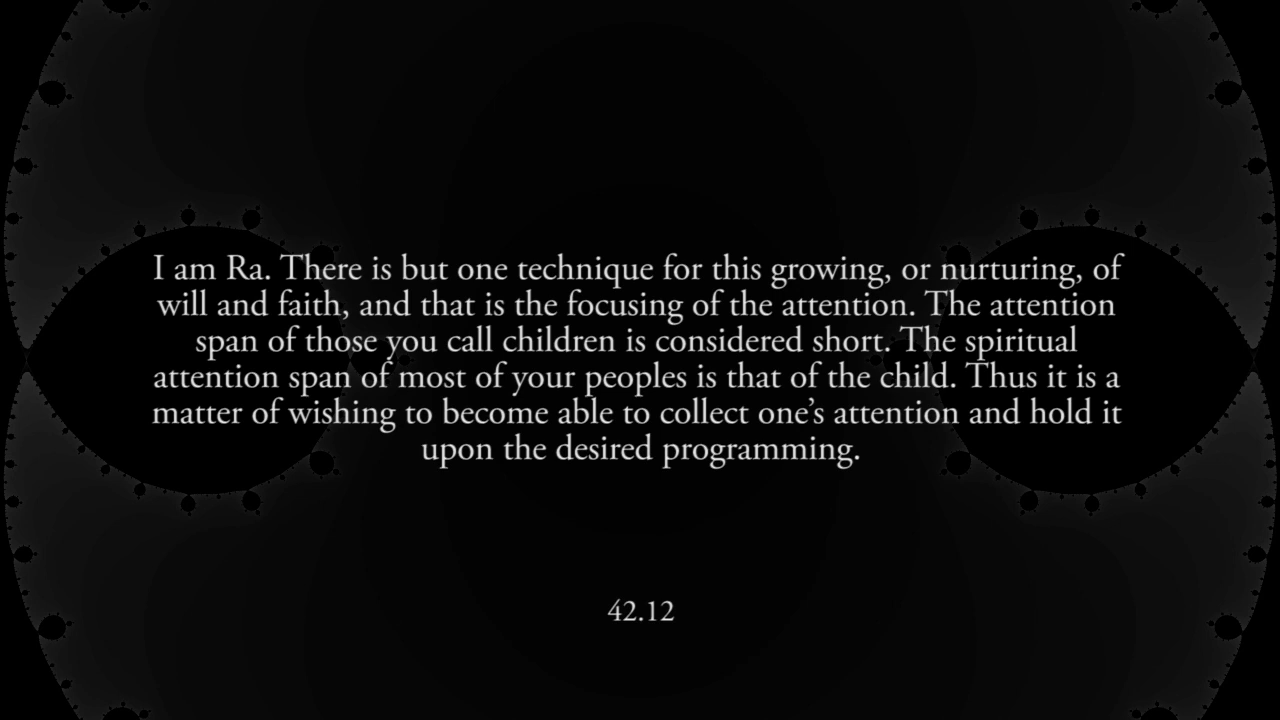 I am Ra. There is but one technique for this growing, or nurturing, of
will and faith, and that is the focusing of the attention. The attention
span of those you call children is considered short. The spiritual
attention span of most of your peoples is that of the child. Thus it is a
matter of wishing to become able to collect one’s attention and hold it
upon the desired programming.
42.12